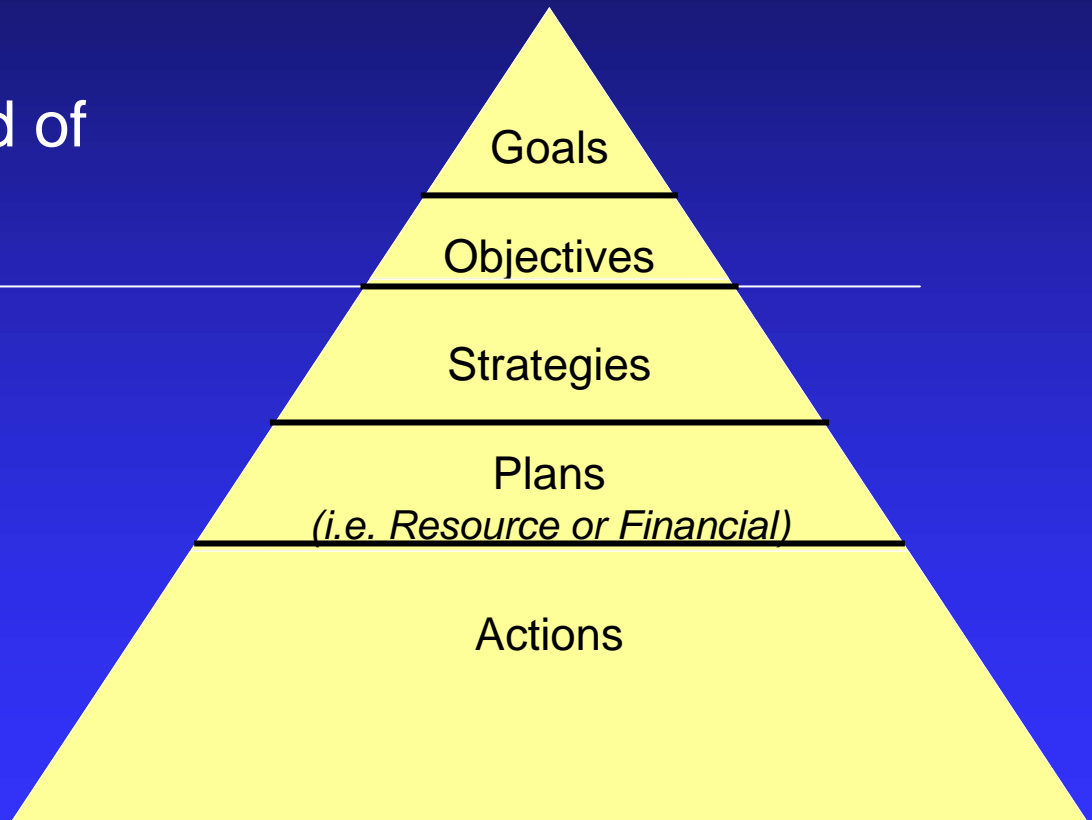 of
Goals
Objectives
Strategies
Plans
(i.e. Resource or Financial)
Actions